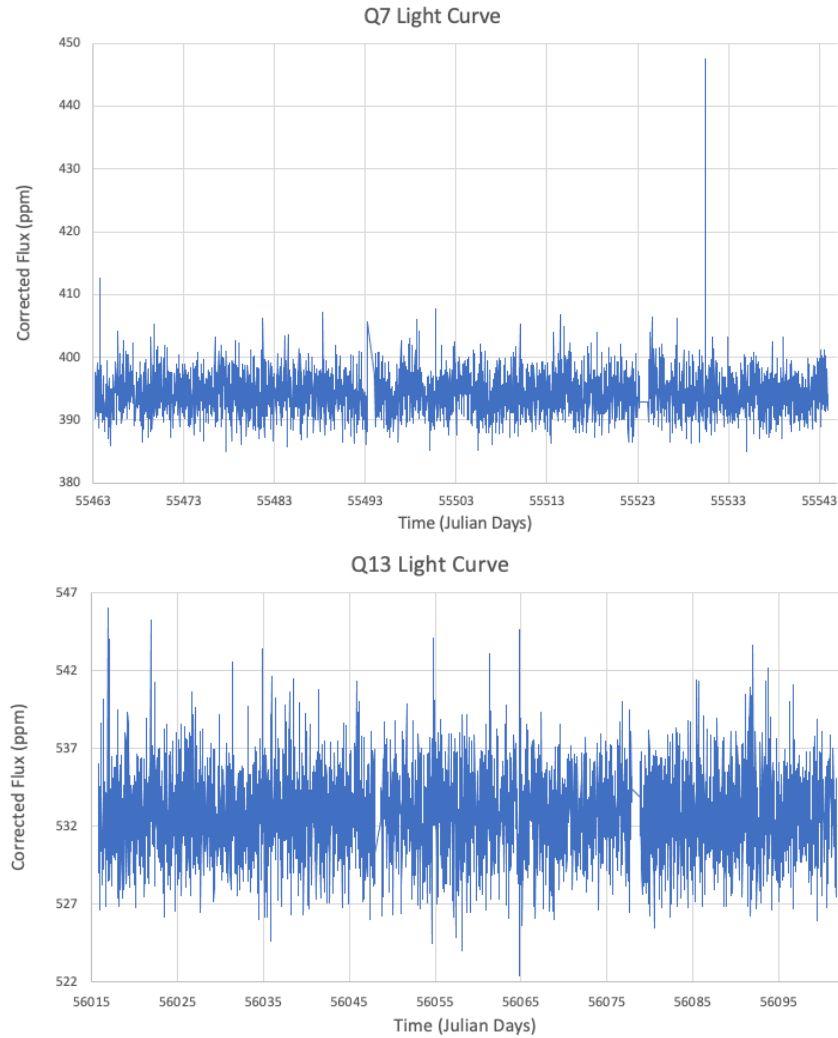 Q7 Light Curve
450
440
430
420
410
400
390
380
Corrected Flux (ppm)
55463 55473 55483 55493 55503 55513 55523 55533 55543
Time (Julian Days)
Q13 Light Curve
547
542
537
532
527
522
Corrected Flux (ppm)
56015 56025 56035 56045 56055 56065 56075 56085 56095
Time (Julian Days)